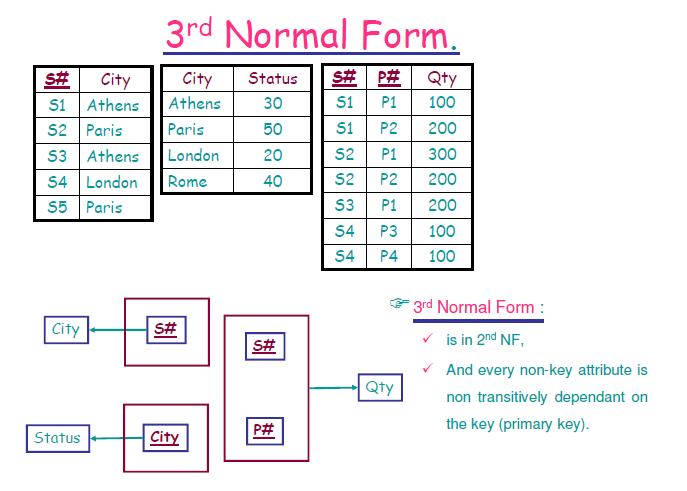 3rd Normal Form.
S# City
S1 Athens
S2 Paris
S3 Athens
S4 London
S5 Paris
City Status
Athens 30
Paris 50
London 20
Rome 40
S# P# Qty
S1 P1 100
S1 P2 200
S2 P1 300
S2 P2 200
S3 P1 200
S4 P3 100
S4 P4 100
City
S#
Status
City
S#
P#
Qty
3rd Normal Form :
is in 2nd NF,
And every non-key attribute is
non transitively dependant on
the key (primary key).